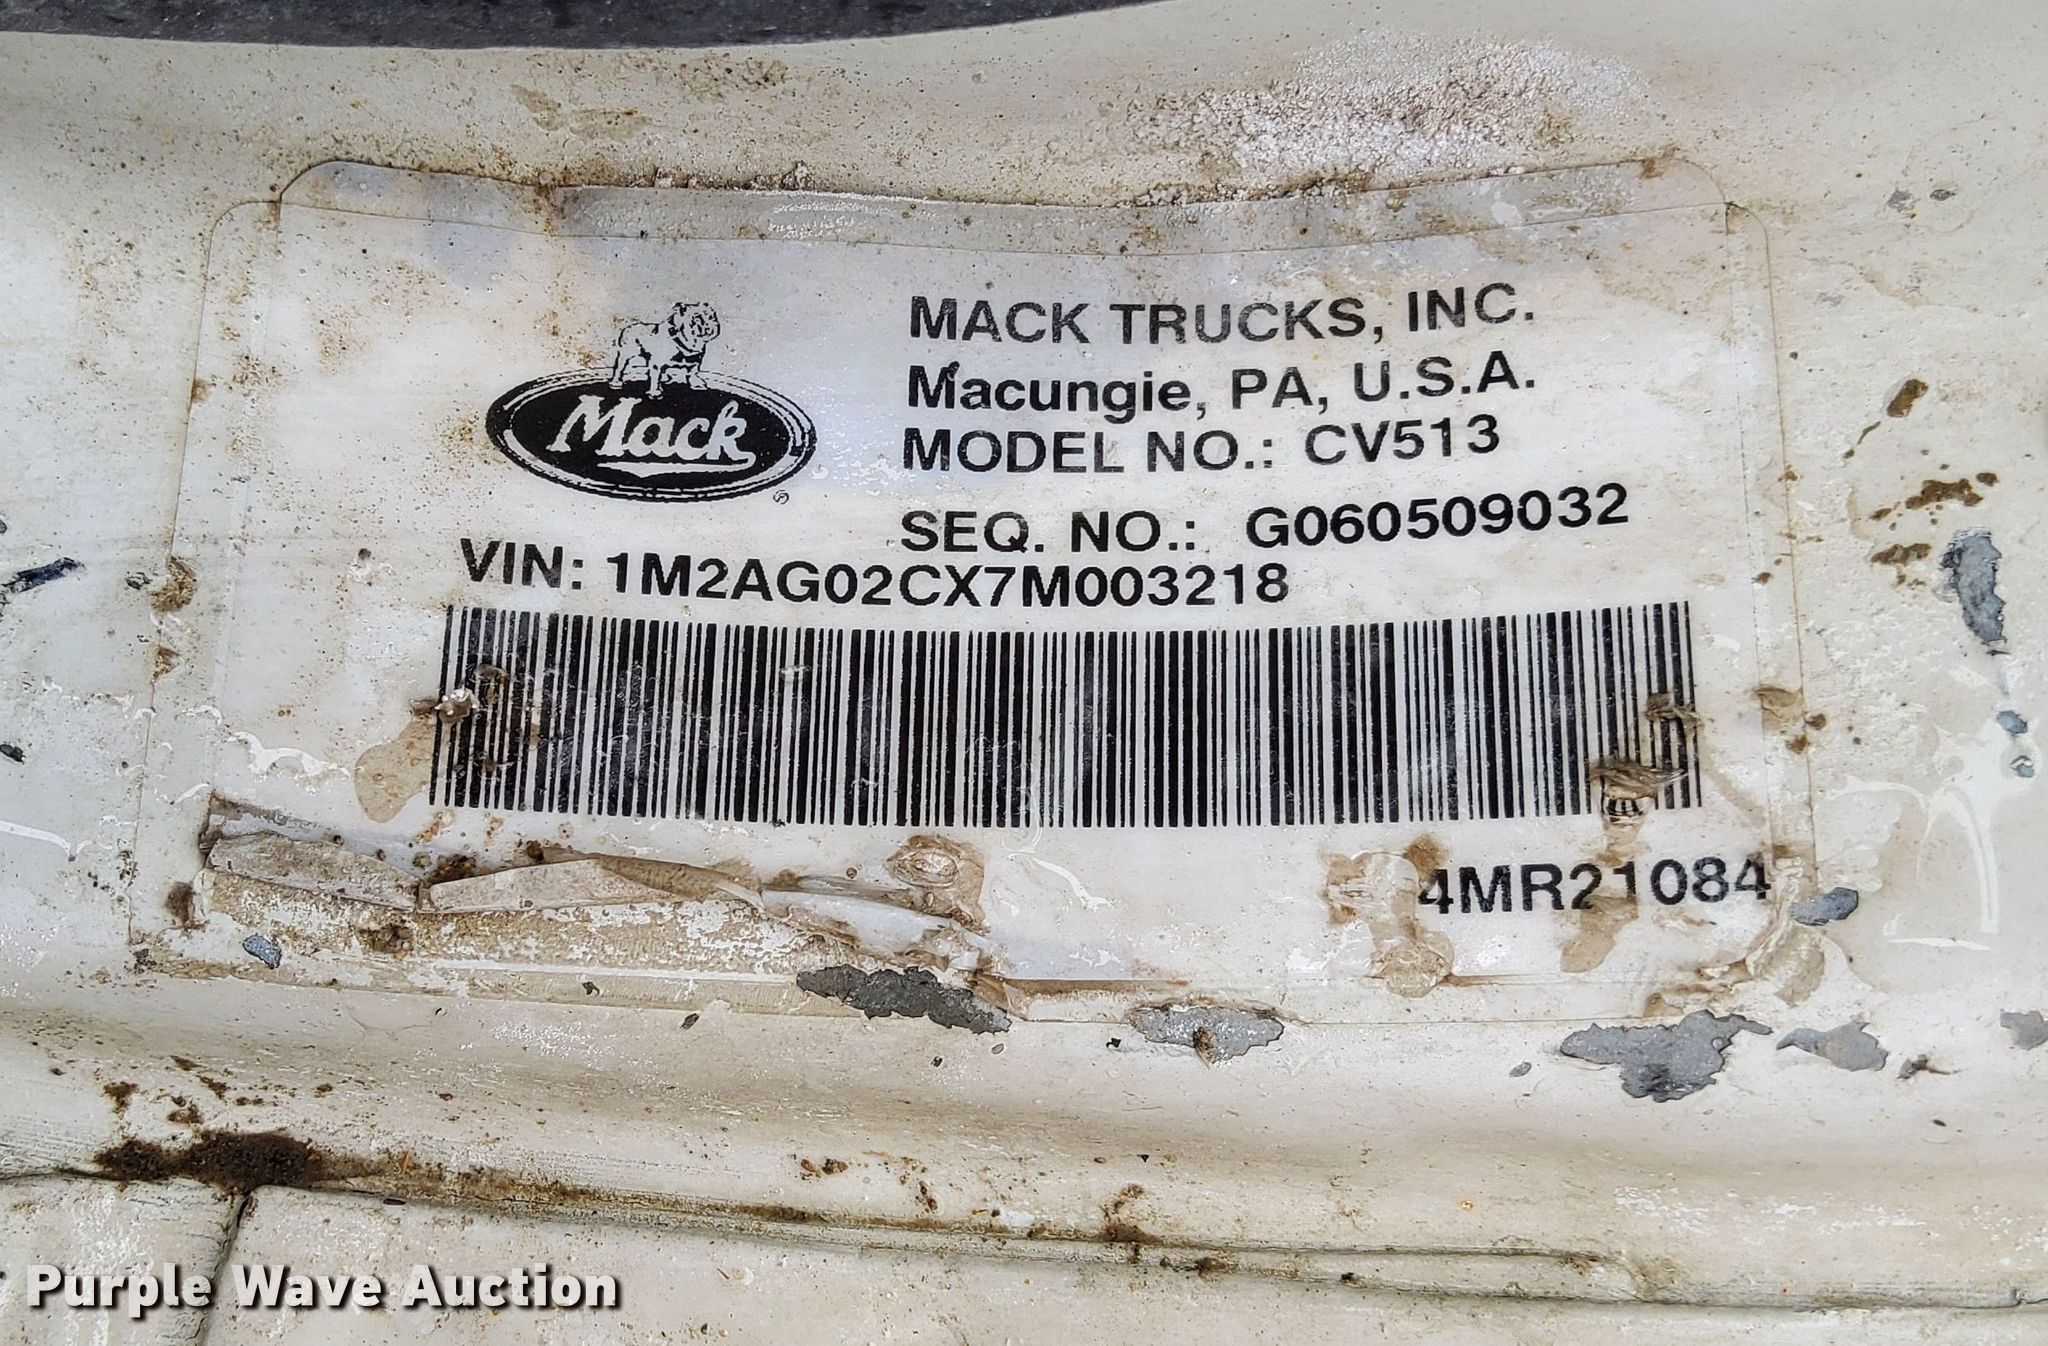 MACK TRUCKS, INC.
Macungie, PA, U.S.A.
MODEL NO.: CV513
SEQ. NO.: G060509032
VIN: 1M2AG02CX7M003218
Mack
4MR21084
Purple Wave Auction